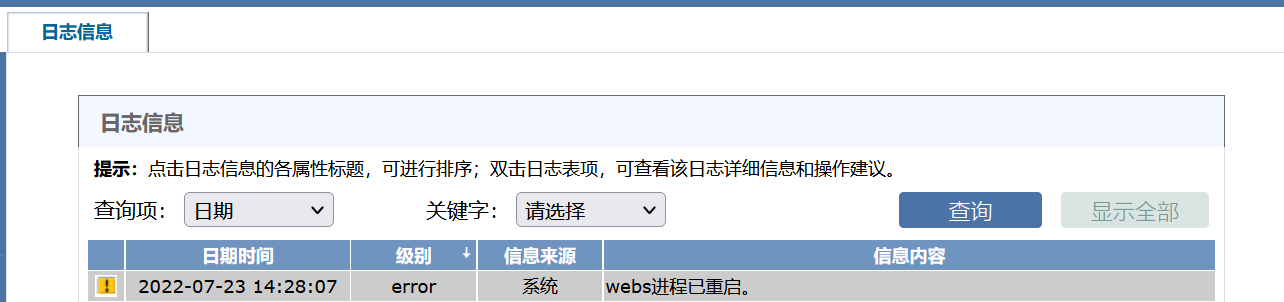 日志信息
日志信息
提示：点击日志信息的各属性标题，可进行排序；双击日志表项，可查看该日志详细信息和操作建议。
查询项： 日期 关键字： 请选择 查询 显示全部
日期时间 级别 信息来源 信息内容
2022-07-23 14:28:07 error 系统 webs进程已重启。